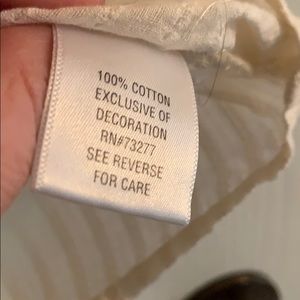 100% COTTON
EXCLUSIVE OF
DECORATION
RN#73277
SEE REVERSE
FOR CARE